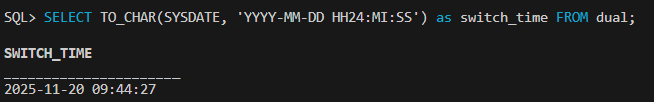 SQL> SELECT TO_CHAR(SYSDATE, 'YYYY-MM-DD HH24:MI:SS') as switch_time FROM dual;
SWITCH_TIME
______________________
2025-11-20 09:44:27